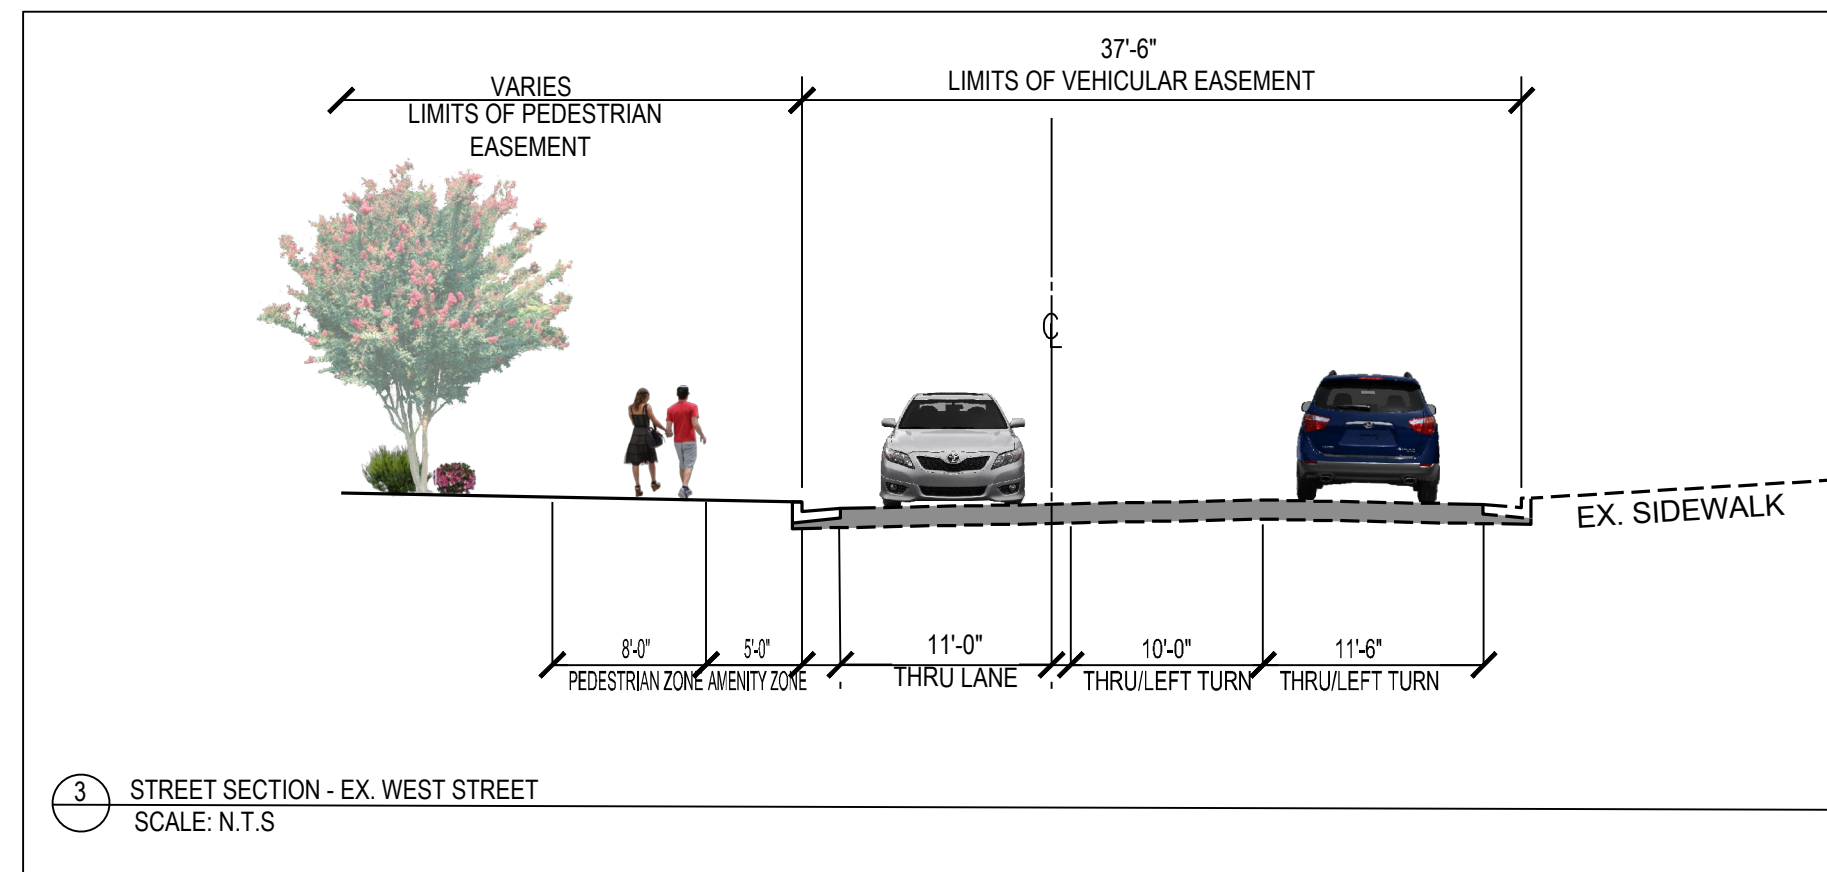 37'-6"
LIMITS OF VEHICULAR EASEMENT
VARIES
LIMITS OF PEDESTRIAN
EASEMENT
CL
EX. SIDEWALK
8'-0"
5'-0"
11'-0"
10'-0"
11'-6"
PEDESTRIAN ZONE
AMENITY ZONE
THRU LANE
THRU/LEFT TURN
THRU/LEFT TURN
3
STREET SECTION - EX. WEST STREET
SCALE: N.T.S